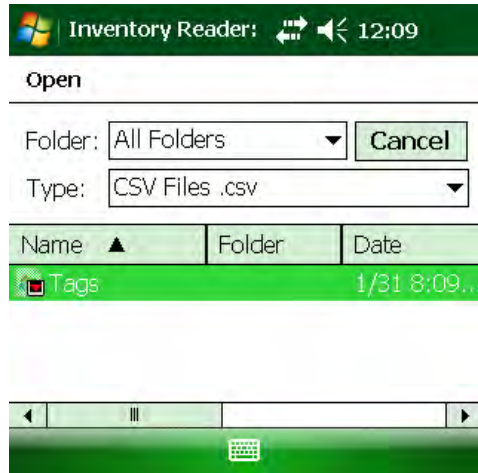 Inventory Reader: 12:09
Open
Folder: All Folders Cancel
Type: CSV Files .csv
Name Folder Date
Tags 1/31 8:09..